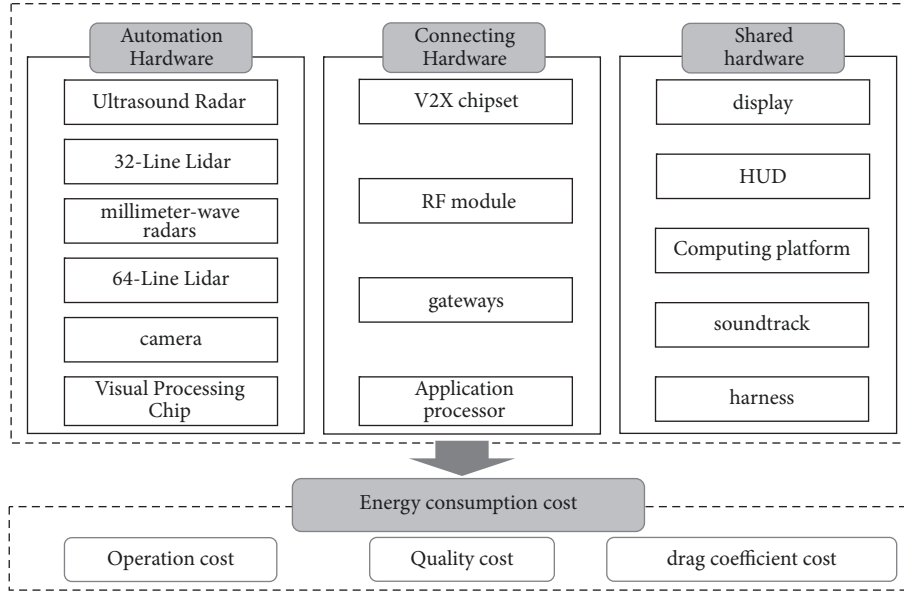 Automation
Hardware
Ultrasound Radar
32-Line Lidar
millimeter-wave
radars
64-Line Lidar
camera
Visual Processing
Chip
Connecting
Hardware
V2X chipset
RF module
gateways
Application
processor
Shared
hardware
display
HUD
Computing platform
soundtrack
harness
Energy consumption cost
Operation cost
Quality cost
drag coefficient cost